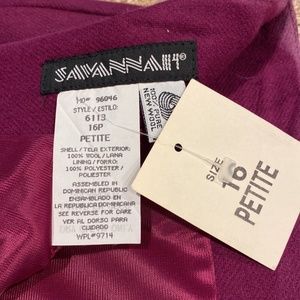 SAVANNAH®
MO# 96046
STYLE / ESTILO:
6113
16P
PETITE
SHELL / TELA EXTERIOR:
100% WOOL / LANA
LINING / FORRO:
100% POLYESTER /
POLIESTER
ASSEMBLED IN
DOMINICAN REPUBLIC
ENSAMBLADO EN
LA REPUBLICA DOMINICANA
SEE REVERSE FOR CARE
VER AL DORSO PARA
CUIDADO
WPL#9714
PURE
NEW WOOL
SIZE
16
PETITE